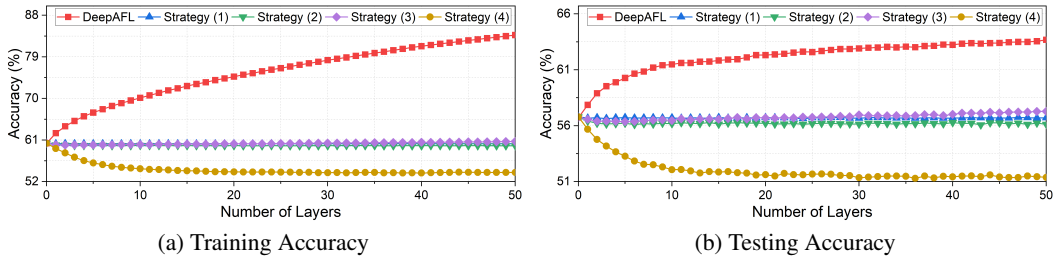 DeepAFL Strategy (1) Strategy (2) Strategy (3) Strategy (4)
88
79
70
61
52
Accuracy (%)
0 10 20 30 40 50
Number of Layers
(a) Training Accuracy
DeepAFL Strategy (1) Strategy (2) Strategy (3) Strategy (4)
66
61
56
51
Accuracy (%)
0 10 20 30 40 50
Number of Layers
(b) Testing Accuracy